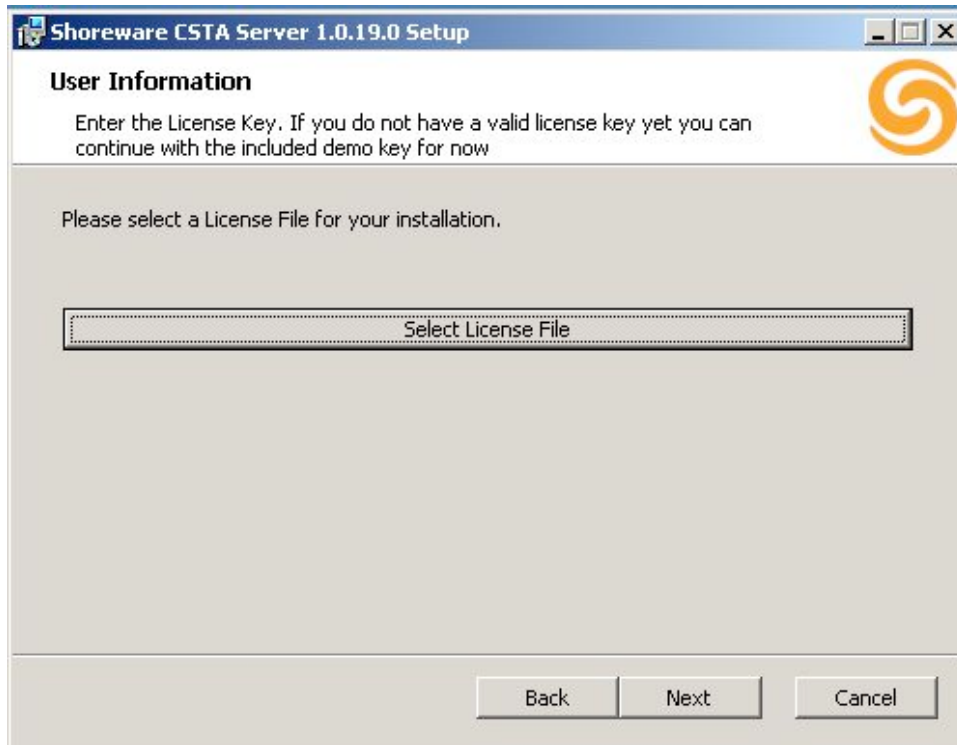 Shoreware CSTA Server 1.0.19.0 Setup
User Information
Enter the License Key. If you do not have a valid license key yet you can
continue with the included demo key for now
Please select a License File for your installation.
Select License File
Back Next Cancel